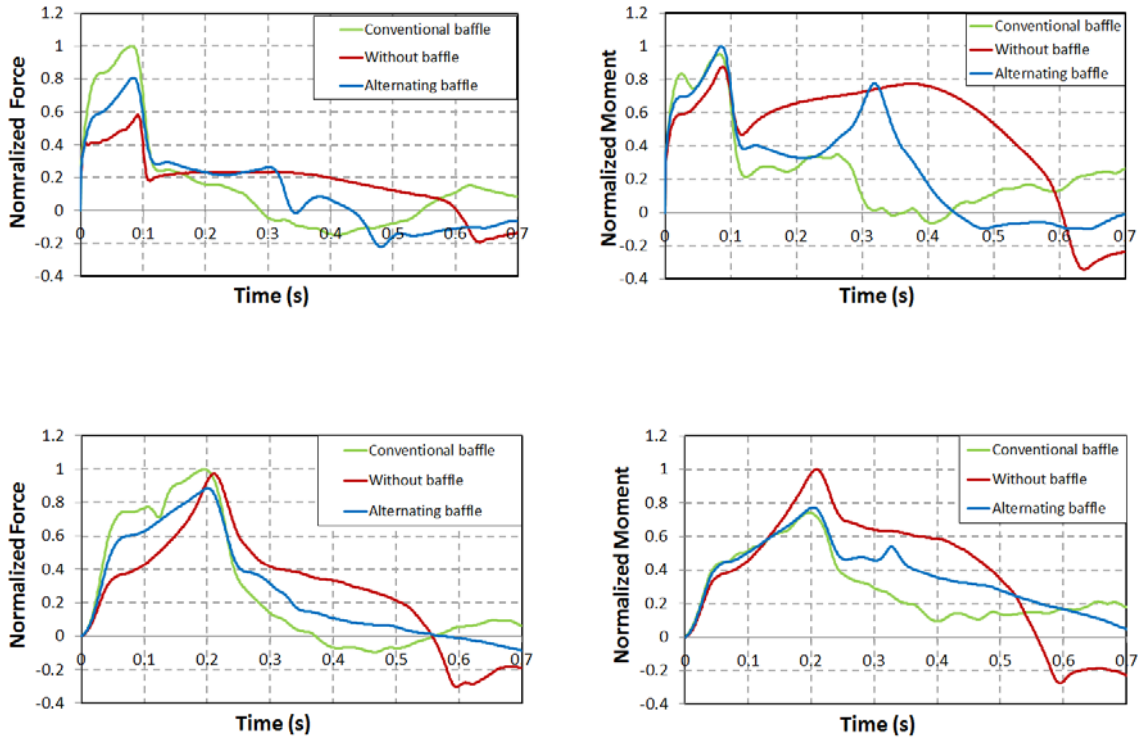 1.2
1
0.8
0.6
0.4
0.2
0
-0.2
-0.4
0 0.1 0.2 0.3 0.4 0.5 0.6 0.7
Nomralized Force
Time (s)
Conventional baffle
Without baffle
Alternating baffle
1.2
1
0.8
0.6
0.4
0.2
0
-0.2
-0.4
0 0.1 0.2 0.3 0.4 0.5 0.6 0.7
Normalized Moment
Time (s)
Conventional baffle
Without baffle
Alternating baffle
1.2
1
0.8
0.6
0.4
0.2
0
-0.2
-0.4
0 0.1 0.2 0.3 0.4 0.5 0.6 0.7
Normalized Force
Time (s)
Conventional baffle
Without baffle
Alternating baffle
1.2
1
0.8
0.6
0.4
0.2
0
-0.2
-0.4
0 0.1 0.2 0.3 0.4 0.5 0.6 0.7
Normalized Moment
Time (s)
Conventional baffle
Without baffle
Alternating baffle